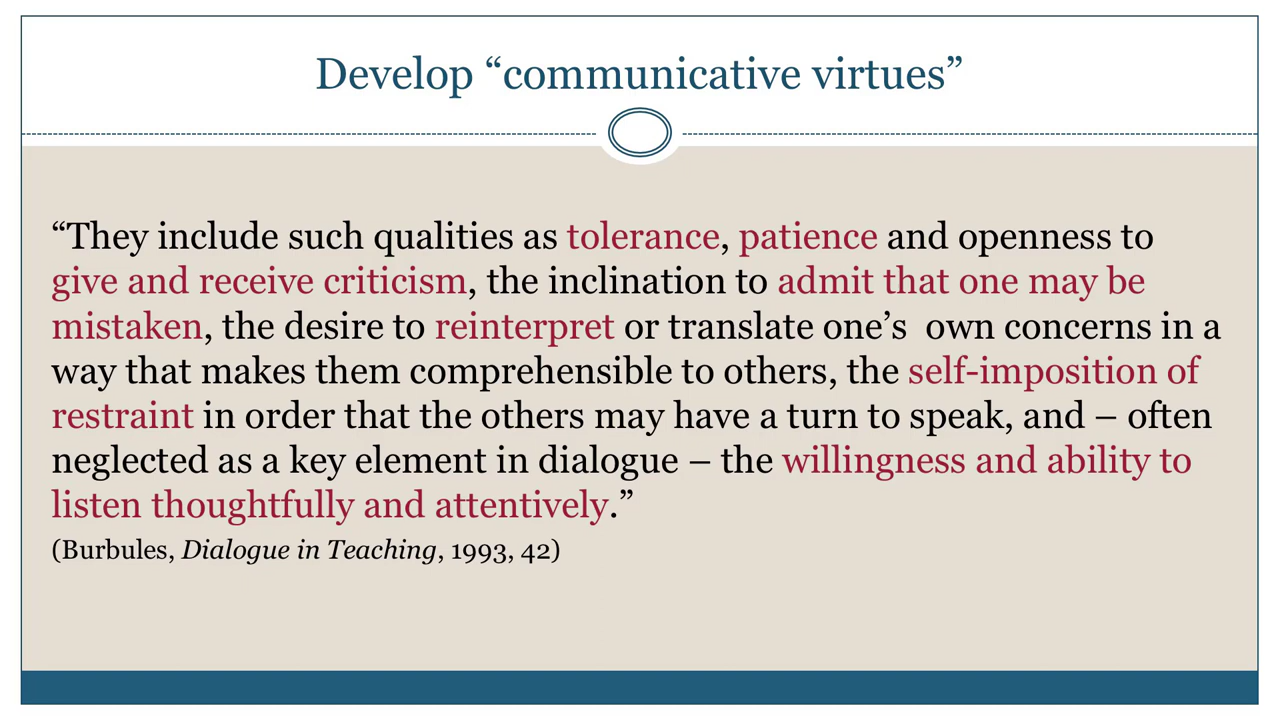 Develop “communicative virtues”
“They include such qualities as tolerance, patience and openness to
give and receive criticism, the inclination to admit that one may be
mistaken, the desire to reinterpret or translate one’s  own concerns in a
way that makes them comprehensible to others, the self-imposition of
restraint in order that the others may have a turn to speak, and – often
neglected as a key element in dialogue – the willingness and ability to
listen thoughtfully and attentively.”
(Burbules, Dialogue in Teaching, 1993, 42)